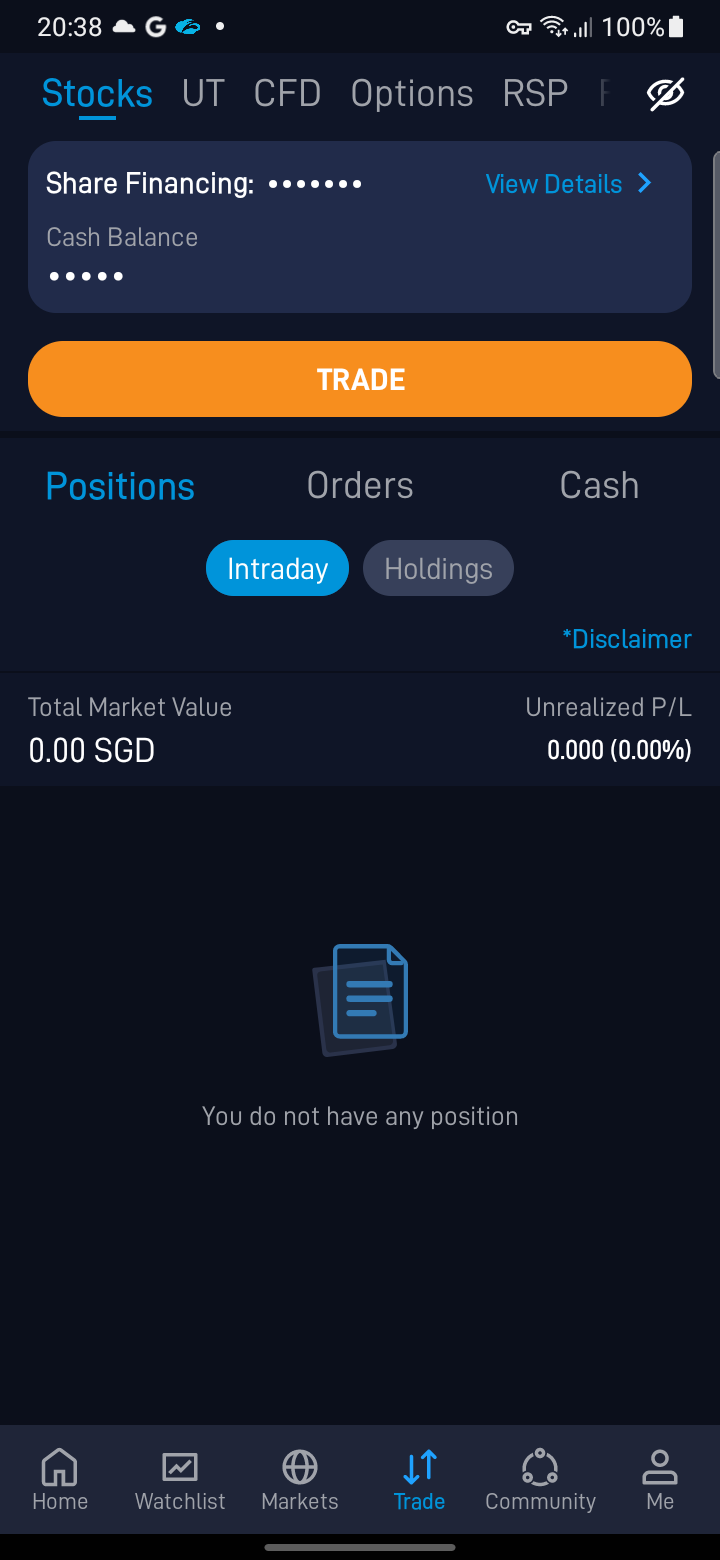 20:38 100%
Stocks UT CFD Options RSP
Share Financing: ••••••• View Details
Cash Balance
•••••
TRADE
Positions Orders Cash
Intraday Holdings
*Disclaimer
Total Market Value Unrealized P/L
0.00 SGD 0.000 (0.00%)
You do not have any position
Home Watchlist Markets Trade Community Me